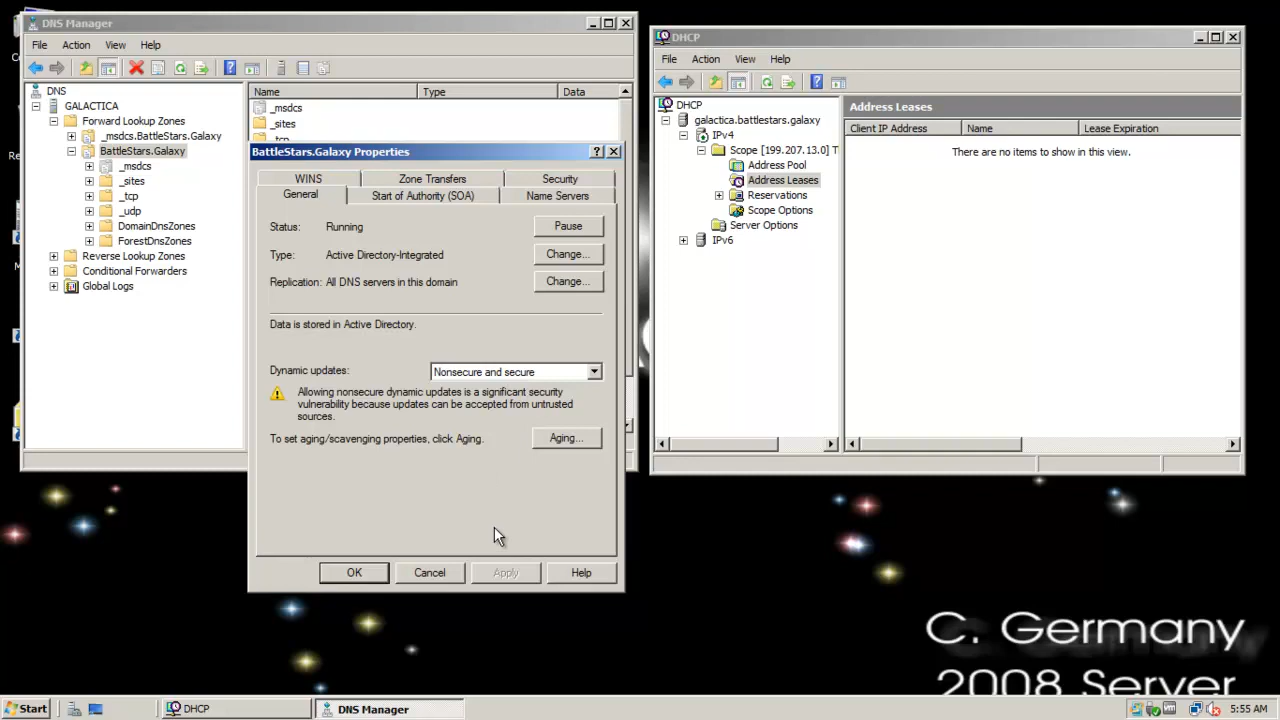 DNS Manager
File Action View Help
DNS
GALACTICA
Forward Lookup Zones
_msdcs.BattleStars.Galaxy
BattleStars.Galaxy
_msdcs
_sites
_tcp
_udp
DomainDnsZones
ForestDnsZones
Reverse Lookup Zones
Conditional Forwarders
Global Logs
Name Type Data
_msdcs
_sites
BattleStars.Galaxy Properties
WINS Zone Transfers Security
General Start of Authority (SOA) Name Servers
Status: Running Pause
Type: Active Directory-Integrated Change...
Replication: All DNS servers in this domain Change...
Data is stored in Active Directory.
Dynamic updates: Nonsecure and secure
Allowing nonsecure dynamic updates is a significant security
vulnerability because updates can be accepted from untrusted
sources.
To set aging/scavenging properties, click Aging. Aging...
OK Cancel Apply Help
DHCP
File Action View Help
DHCP
galactica.battlestars.galaxy
IPv4
Scope [199.207.13.0] T
Address Pool
Address Leases
Reservations
Scope Options
Server Options
IPv6
Address Leases
Client IP Address Name Lease Expiration
There are no items to show in this view.
C. Germany
2008 Server
Start DHCP DNS Manager 5:55 AM